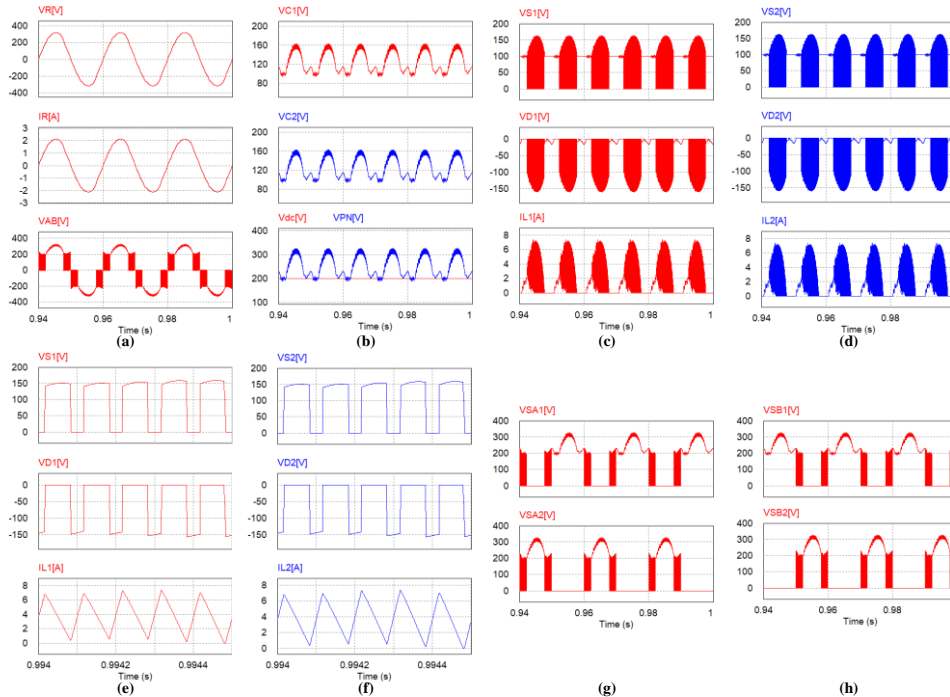 VR[V]
400
200
0
-200
-400
IR[A]
3
2
1
0
-1
-2
-3
VAB[V]
400
200
0
-200
-400
0.94 0.96 0.98 1
Time (s)
(a)
VC1[V]
200
160
120
80
VC2[V]
200
160
120
80
Vdc[V] VPN[V]
400
300
200
100
0.94 0.96 0.98 1
Time (s)
(b)
VS1[V]
200
150
100
50
0
VD1[V]
0
-50
-100
-150
IL1[A]
8
6
4
2
0
0.94 0.96 0.98 1
Time (s)
(c)
VS2[V]
200
150
100
50
0
VD2[V]
0
-50
-100
-150
IL2[A]
8
6
4
2
0
0.94 0.96 0.98
Time (s)
(d)
VS1[V]
200
150
100
50
0
VD1[V]
0
-50
-100
-150
IL1[A]
8
6
4
2
0
0.994 0.9942 0.9944
Time (s)
(e)
VS2[V]
200
150
100
50
0
VD2[V]
0
-50
-100
-150
IL2[A]
8
6
4
2
0
0.994 0.9942 0.9944
Time (s)
(f)
VSA1[V]
400
300
200
100
0
VSA2[V]
400
300
200
100
0
0.94 0.96 0.98 1
Time (s)
(g)
VSB1[V]
400
300
200
100
0
VSB2[V]
400
300
200
100
0
0.94 0.96 0.98
Time (s)
(h)